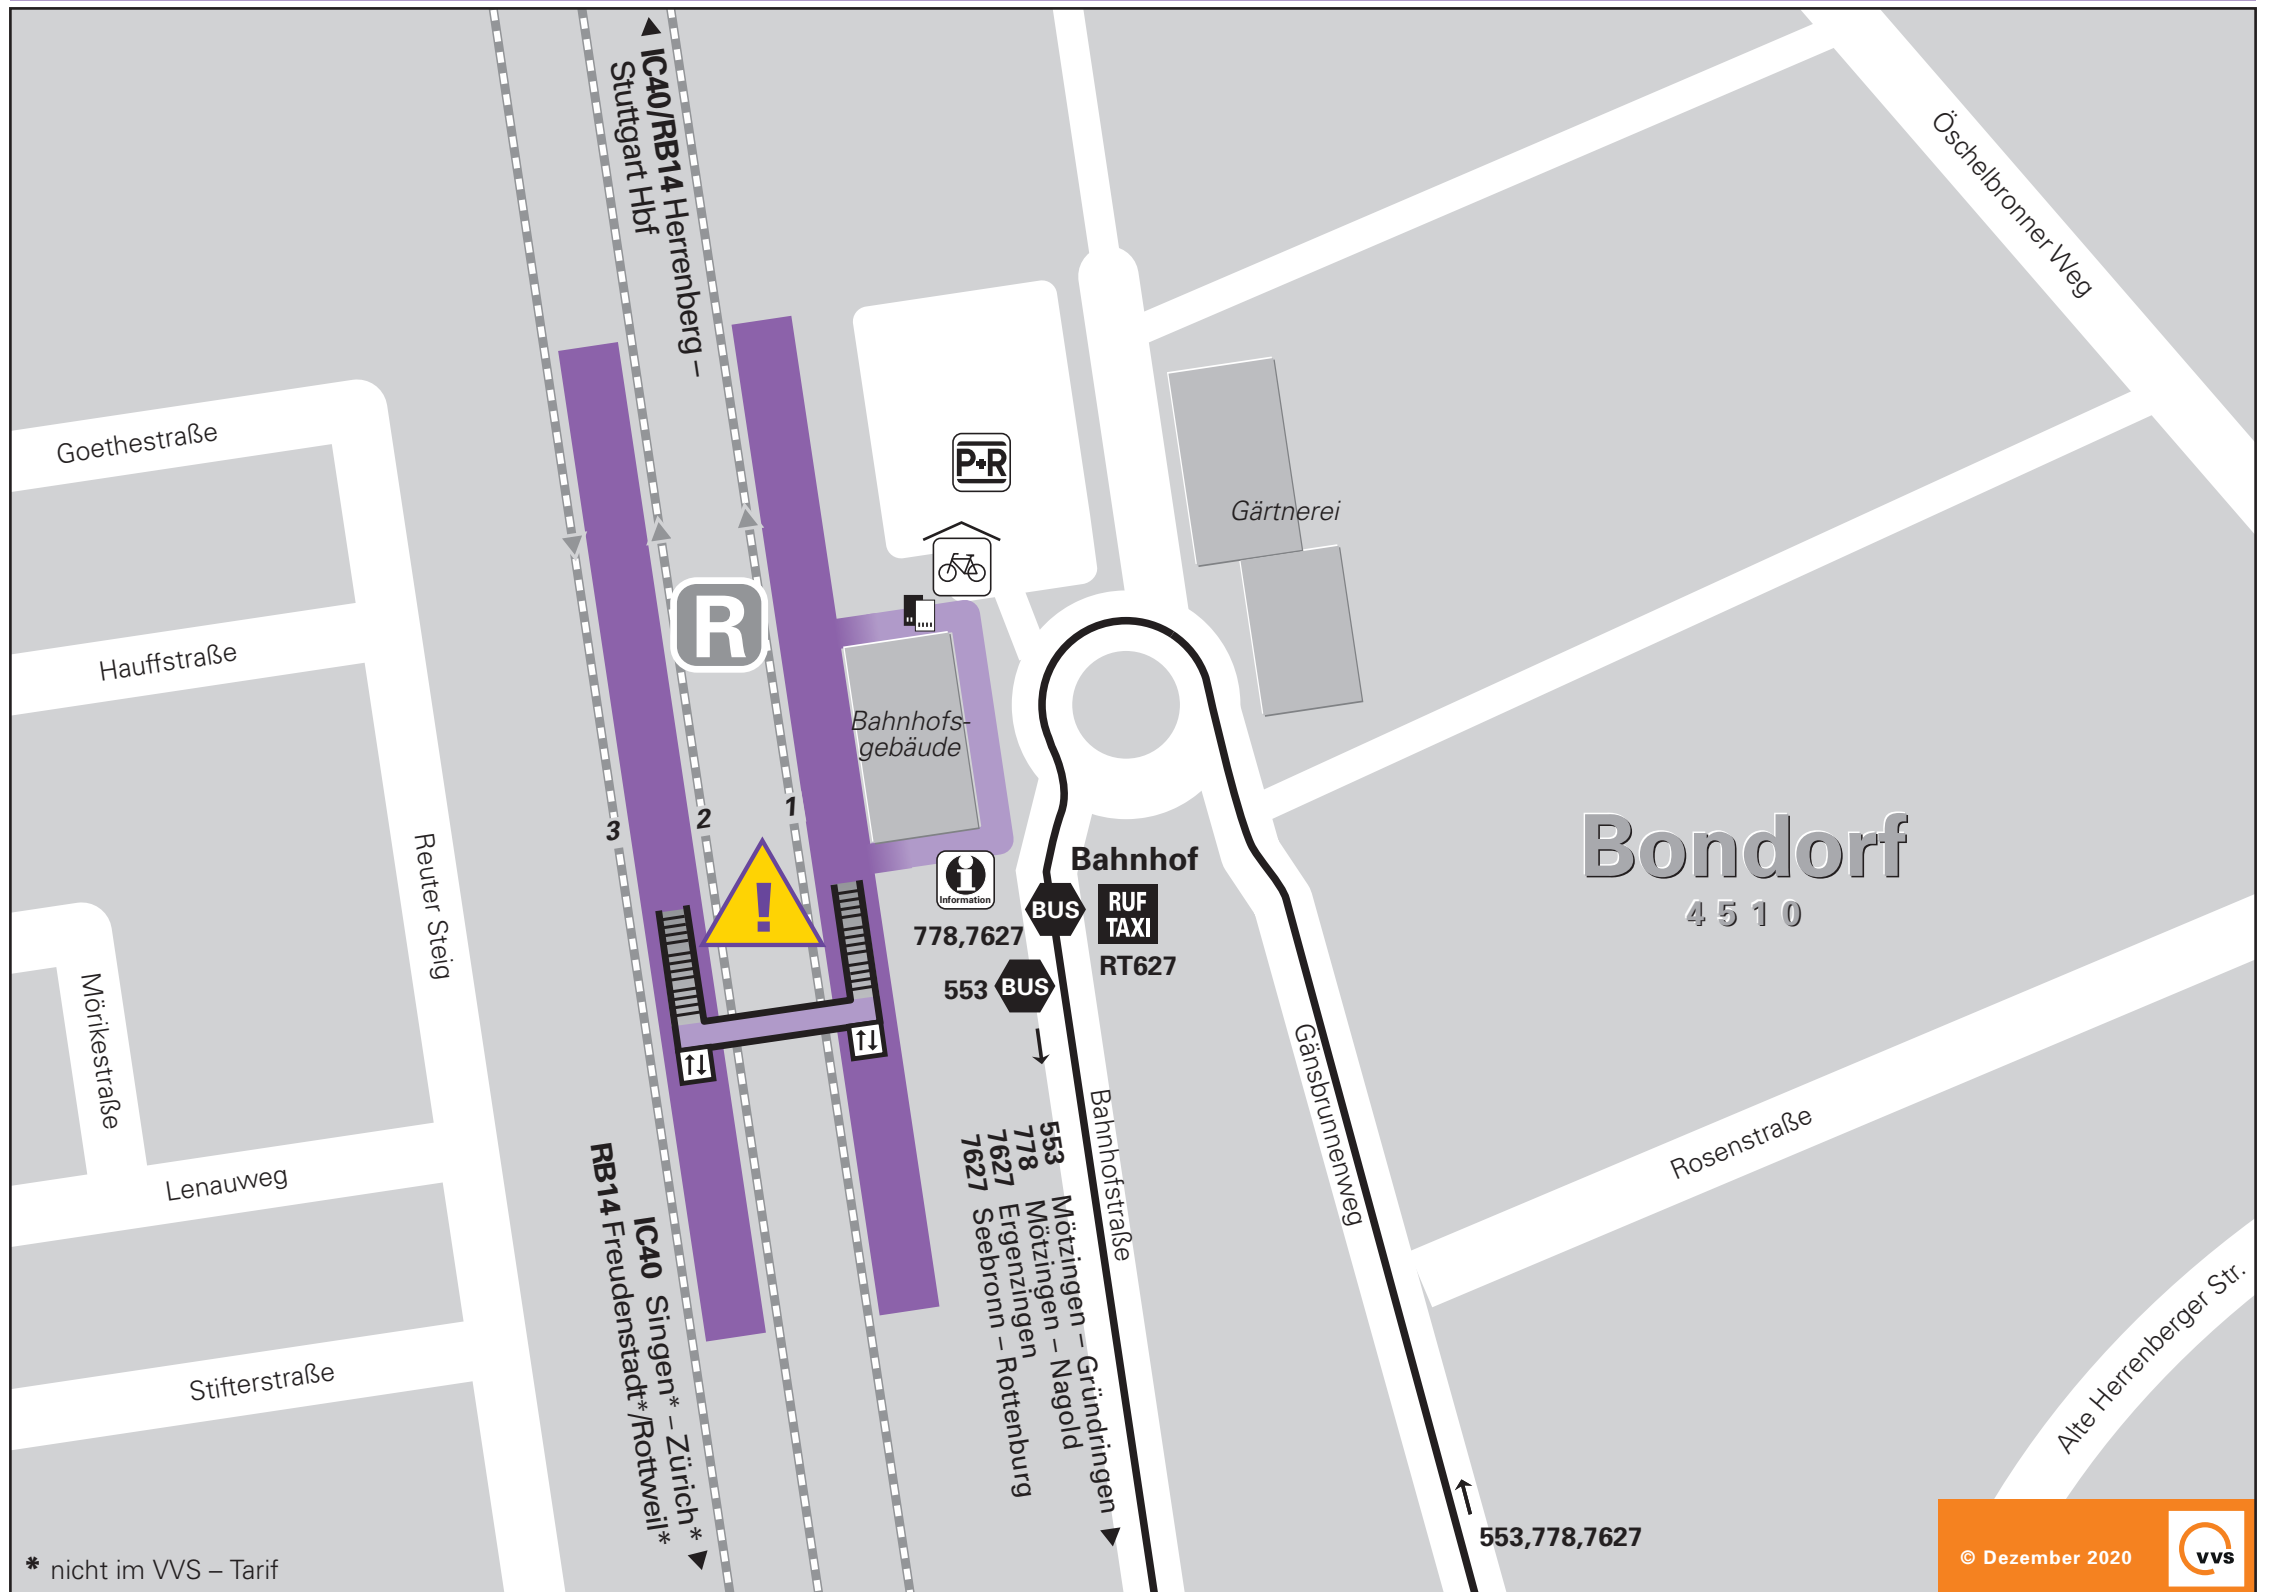 IC40/RB14 Herrenberg –
Stuttgart Hbf
Öschelbronner Weg
Goethestraße
P+R
Gärtnerei
Hauffstraße
R
Bahnhofs-
gebäude
3
2
1
!
Reuter Steig
Bahnhof
Information
BUS
RUF
TAXI
778,7627
RT627
553
BUS
Bondorf
4510
Mörikestraße
Gänsbrunnenweg
Bahnhofstraße
Rosenstraße
Lenauweg
553 Mötzingen – Gründringen
778 Mötzingen – Nagold
7627 Ergenzingen
7627 Seebronn – Rottenburg
IC40 Singen* – Zürich*
RB14 Freudenstadt*/Rottweil*
Stifterstraße
Alte Herrenberger Str.
553,778,7627
* nicht im VVS – Tarif
© Dezember 2020
VVS